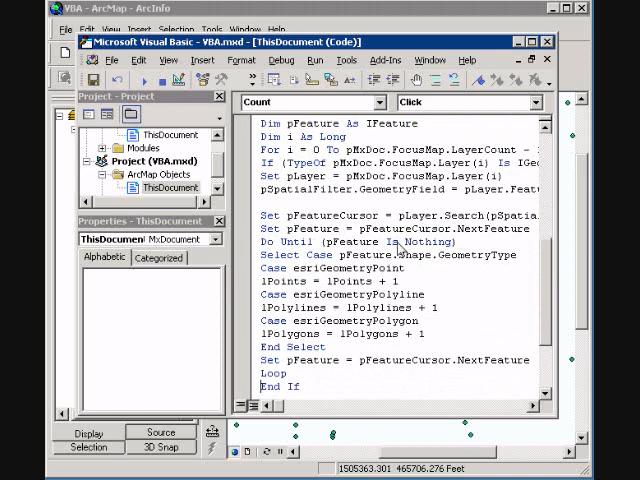 VBA - ArcMap - ArcInfo
File Edit View Insert Selection Tools Window Help
Microsoft Visual Basic - VBA.mxd - [ThisDocument (Code)]
File Edit View Insert Format Debug Run Tools Add-Ins Window Help
Project - Project
Count Click
ThisDocument
Modules
Project (VBA.mxd)
ArcMap Objects
ThisDocument
Properties - ThisDocument
ThisDocumen MxDocument
Alphabetic Categorized
Dim pFeature As IFeature
Dim i As Long
For i = 0 To pMxDoc.FocusMap.LayerCount -
If (TypeOf pMxDoc.FocusMap.Layer(i) Is IGeo
Set pLayer = pMxDoc.FocusMap.Layer(i)
pSpatialFilter.GeometryField = pLayer.Featu
Set pFeatureCursor = pLayer.Search(pSpatia
Set pFeature = pFeatureCursor.NextFeature
Do Until (pFeature Is Nothing)
Select Case pFeature.Shape.GeometryType
Case esriGeometryPoint
lPoints = lPoints + 1
Case esriGeometryPolyline
lPolylines = lPolylines + 1
Case esriGeometryPolygon
lPolygons = lPolygons + 1
End Select
Set pFeature = pFeatureCursor.NextFeature
Loop
End If
Display Source
Selection 3D Snap
1505363.301 465706.276 Feet